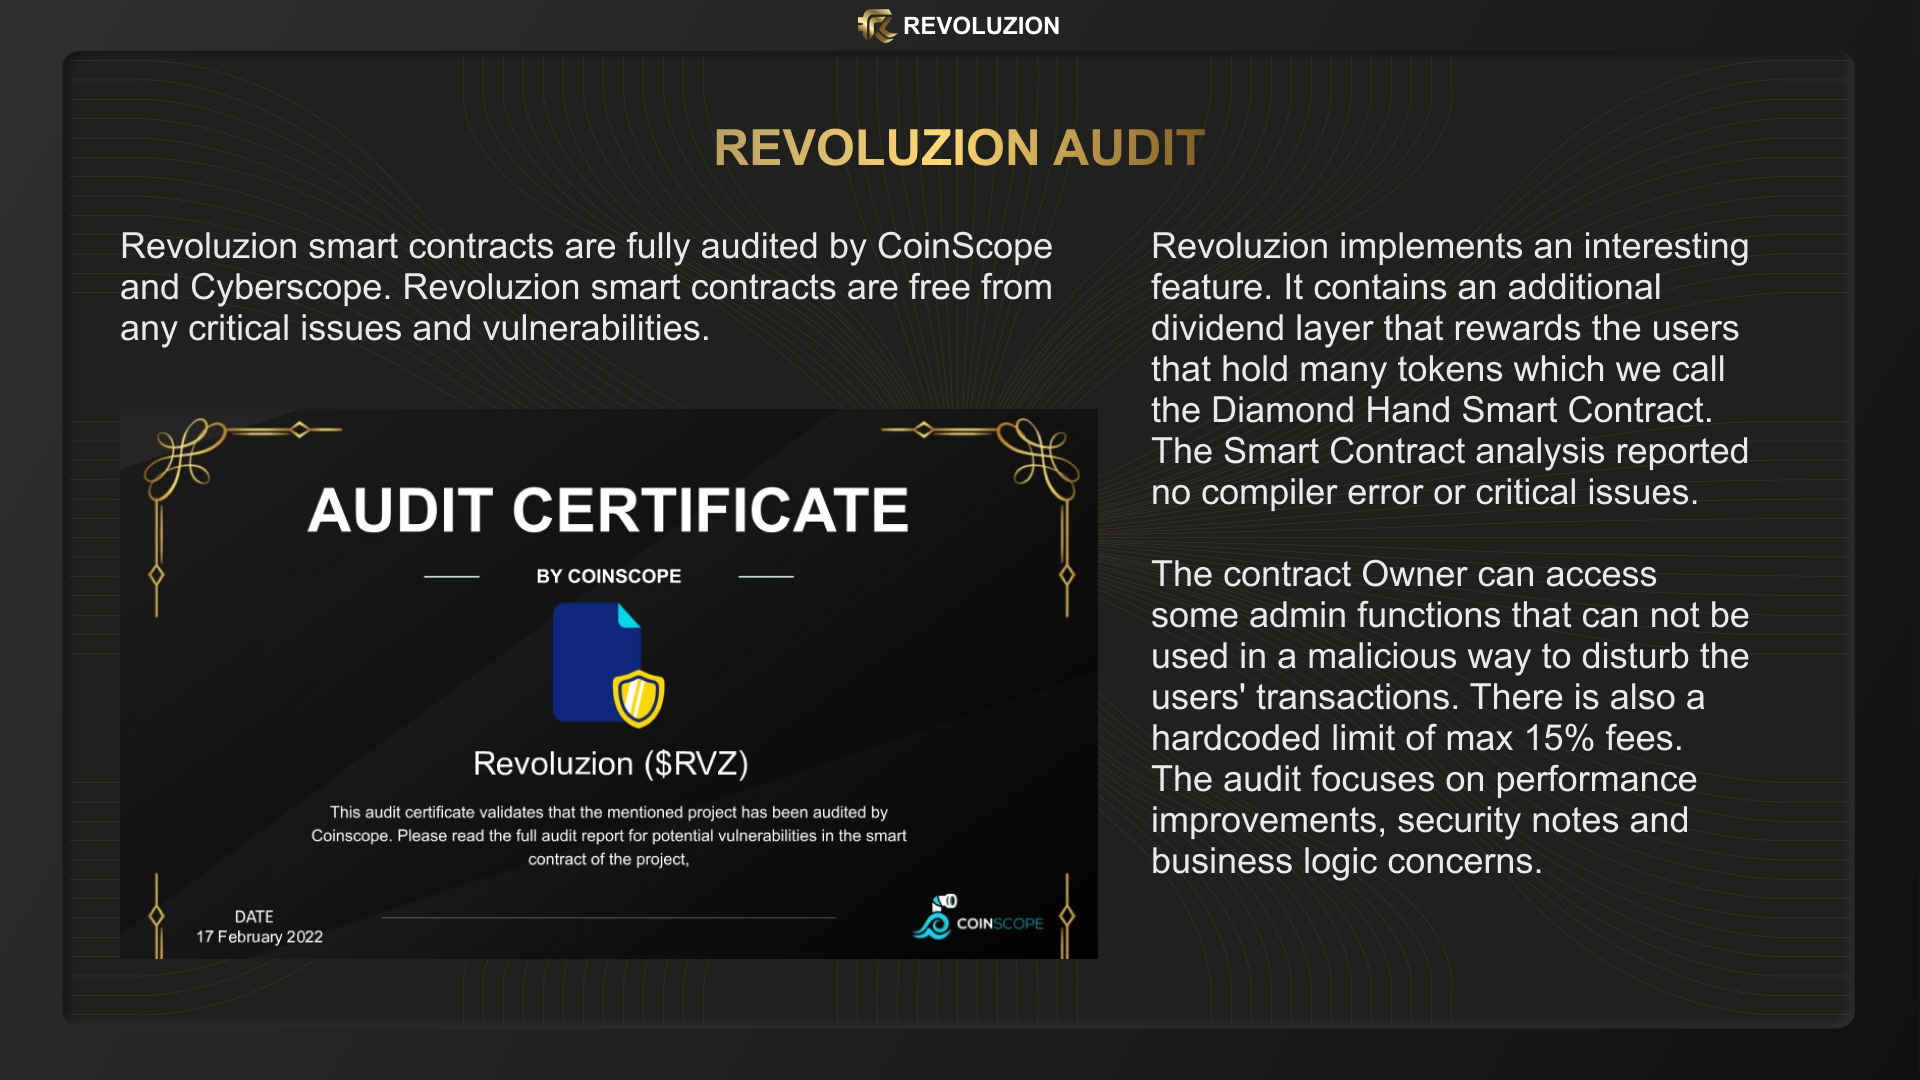 REVOLUZION
REVOLUZION AUDIT
Revoluzion smart contracts are fully audited by CoinScope
and Cyberscope. Revoluzion smart contracts are free from
any critical issues and vulnerabilities.
AUDIT CERTIFICATE
BY COINSCOPE
Revoluzion ($RVZ)
This audit certificate validates that the mentioned project has been audited by
Coinscope. Please read the full audit report for potential vulnerabilities in the smart
contract of the project,
DATE
17 February 2022
COINSCOPE
Revoluzion implements an interesting
feature. It contains an additional
dividend layer that rewards the users
that hold many tokens which we call
the Diamond Hand Smart Contract.
The Smart Contract analysis reported
no compiler error or critical issues.
The contract Owner can access
some admin functions that can not be
used in a malicious way to disturb the
users' transactions. There is also a
hardcoded limit of max 15% fees.
The audit focuses on performance
improvements, security notes and
business logic concerns.